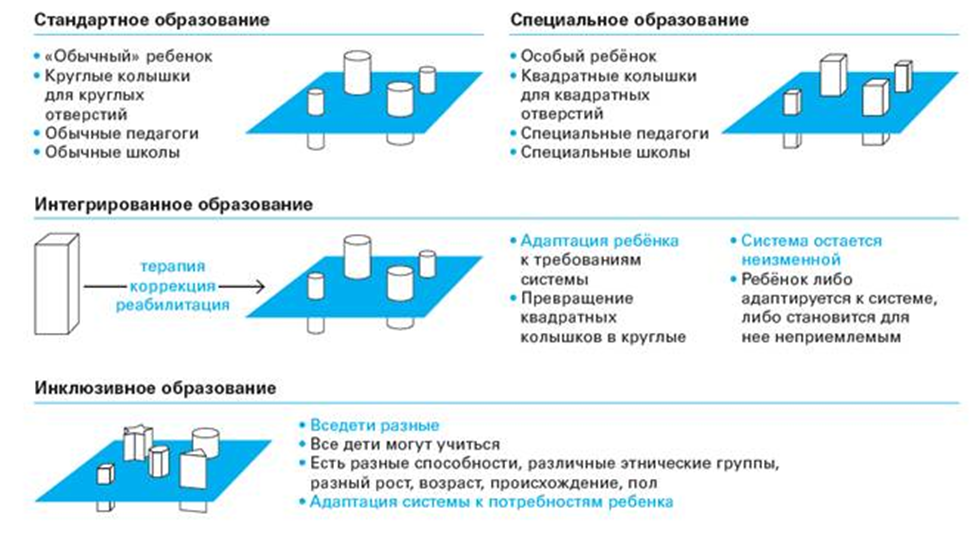 Стандартное образование
• «Обычный» ребенок
• Круглые колышки
для круглых
отверстий
• Обычные педагоги
• Обычные школы
Специальное образование
• Особый ребёнок
• Квадратные колышки
для квадратных
отверстий
• Специальные педагоги
• Специальные школы
Интегрированное образование
терапия
коррекция
реабилитация
• Адаптация ребёнка
к требованиям
системы
• Превращение
квадратных
колышков в круглые
• Система остается
неизменной
• Ребёнок либо
адаптируется к системе,
либо становится для
нее неприемлемым
Инклюзивное образование
• Вседети разные
• Все дети могут учиться
• Есть разные способности, различные этнические группы,
разный рост, возраст, происхождение, пол
• Адаптация системы к потребностям ребенка